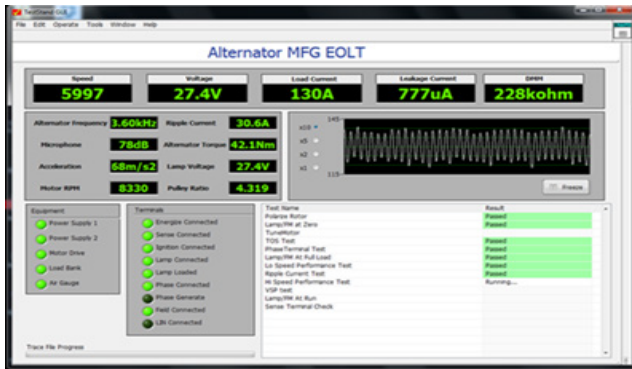 TestStand GUI
File Edit Operate Tools Window Help
Alternator MFG EOLT
Speed Voltage Load Current Leakage Current DMM
5997 27.4V 130A 777uA 228kohm
Alternator Frequency 3.60kHz Ripple Current 30.6A
Microphone 78dB Alternator Torque 42.1Nm
Acceleration 68m/s2 Lamp Voltage 27.4V
Motor RPM 8330 Pulley Ratio 4.319
x10
x5
x2
x1
145
115
Freeze
Equipment
Power Supply 1
Power Supply 2
Motor Drive
Load Bank
Air Gauge
Terminals
Energize Connected
Sense Connected
Ignition Connected
Lamp Connected
Lamp Loaded
Phase Connected
Phase Generate
Field Connected
LIN Connected
Test Name Result
Polarize Rotor Passed
Lamp/FM at Zero Passed
TuneMotor
TOS Test Passed
PhaseTerminal Test Passed
Lamp/FM At Full Load Passed
Lo Speed Performance Test Passed
Ripple Current Test Passed
Hi Speed Performance Test Running...
VSP test
Lamp/FM At Run
Sense Terminal Check
Trace File Progress